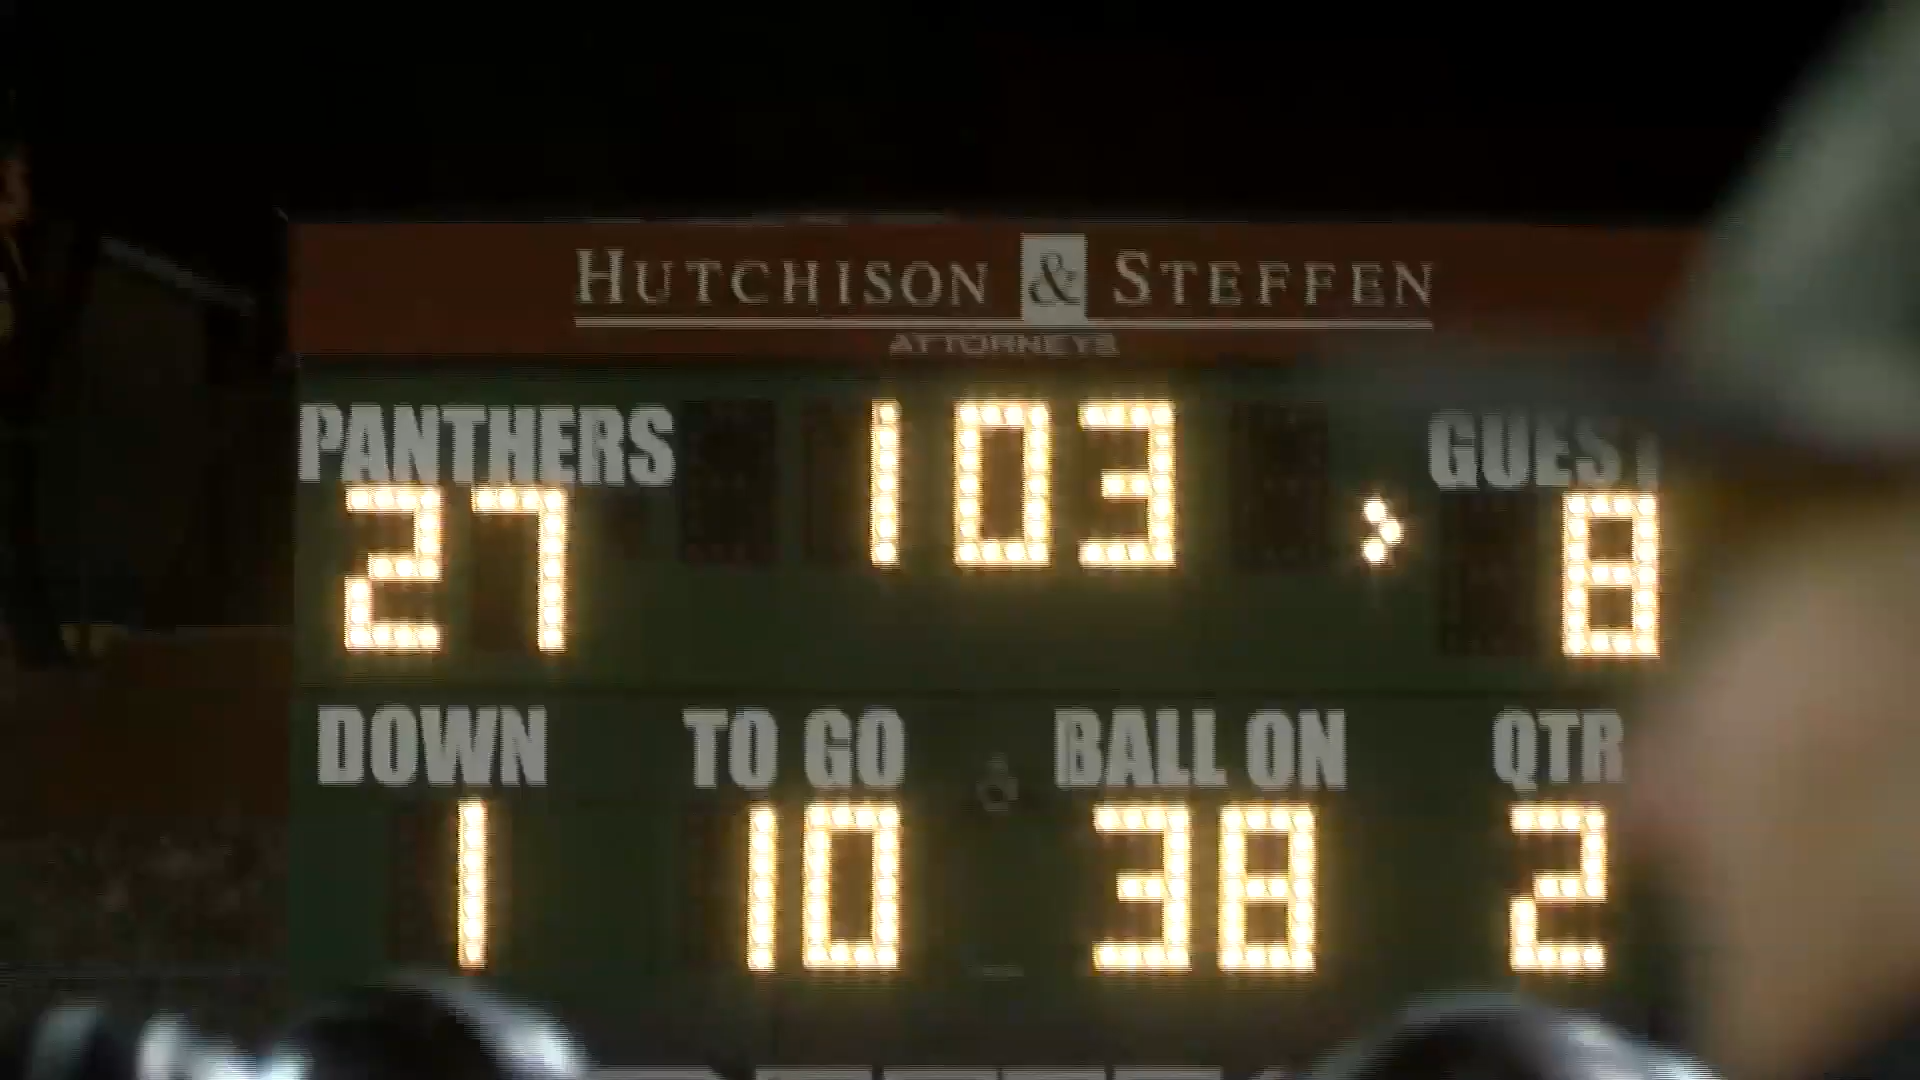 HUTCHISON & STEFFEN
ATTORNEYS
PANTHERS 103 GUEST
27 8
DOWN TO GO BALL ON QTR
1 10 38 2